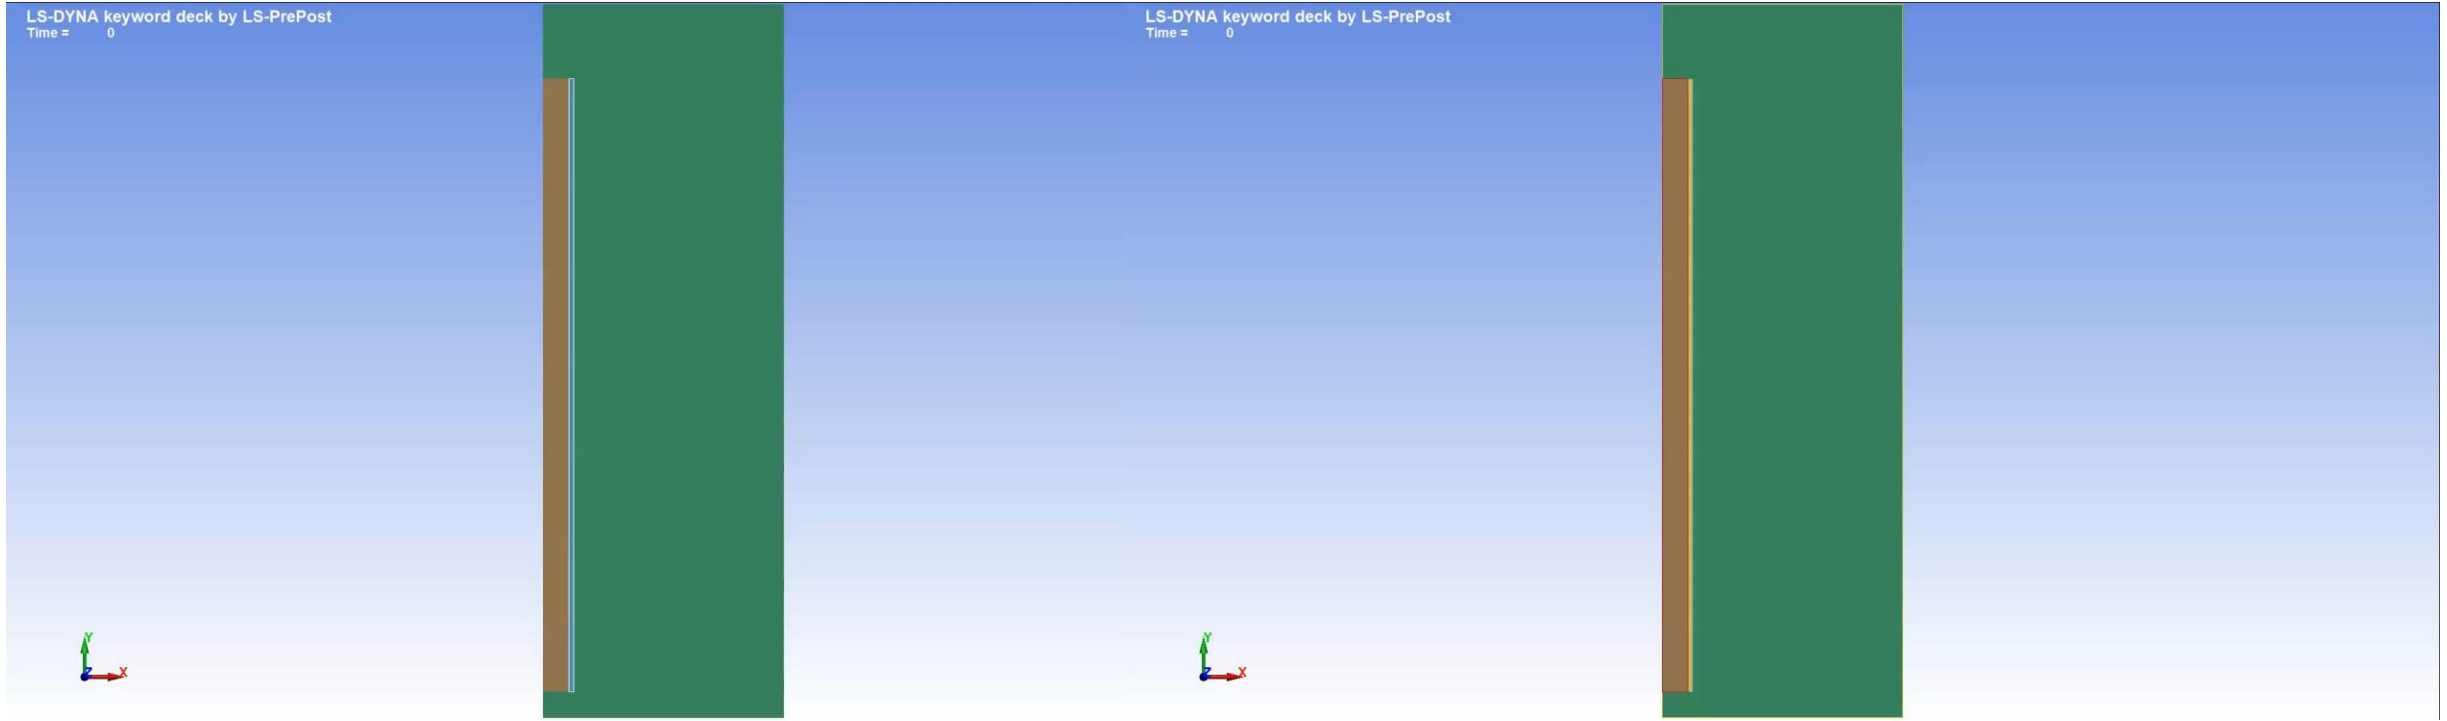 LS-DYNA keyword deck by LS-PrePost
Time = 0
Y
Z
X
LS-DYNA keyword deck by LS-PrePost
Time = 0
Y
Z
X